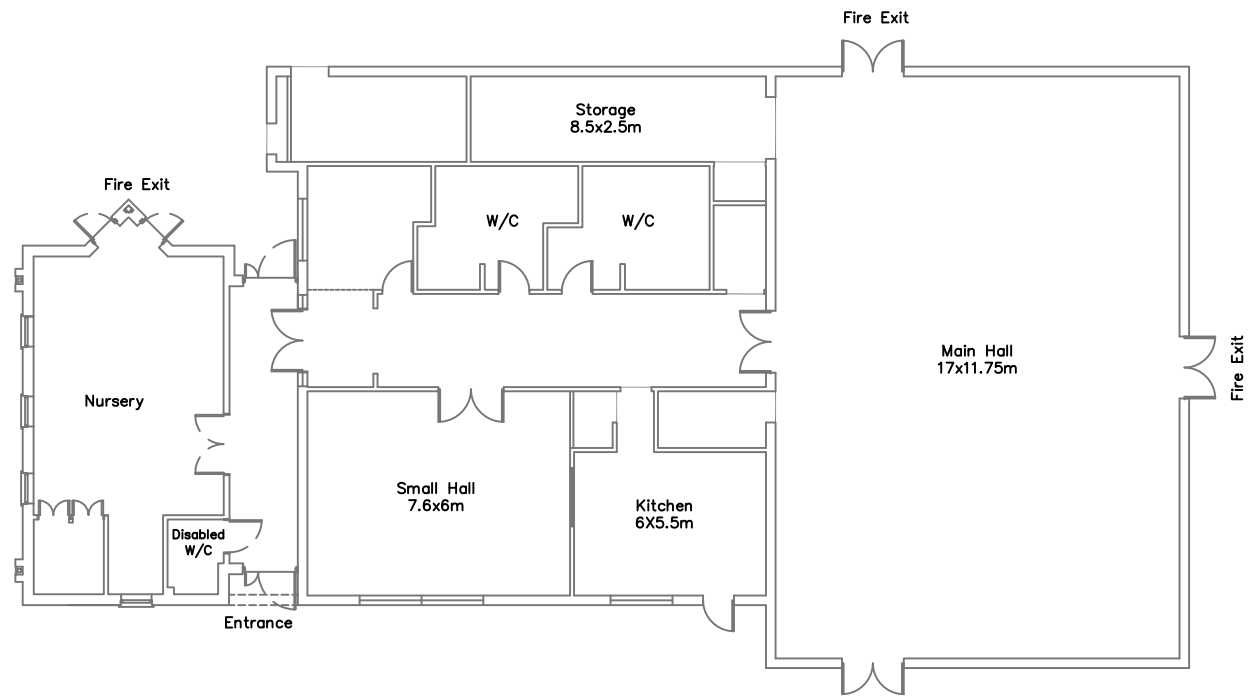 Fire Exit
Storage
8.5x2.5m
Fire Exit
W/C
W/C
Main Hall
17x11.75m
Fire Exit
Nursery
Small Hall
7.6x6m
Kitchen
6X5.5m
Disabled
W/C
Entrance